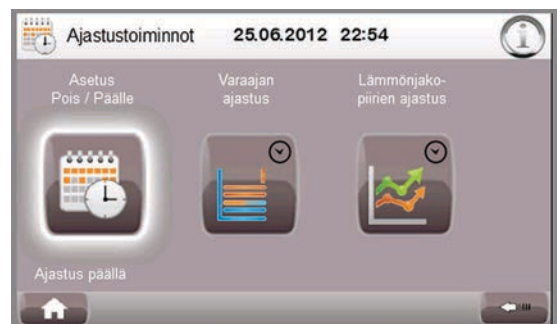 Ajastustoiminnot 25.06.2012 22:54
Asetus
Pois / Päälle
Varaajan
ajastus
Lämmönjako-
piirien ajastus
Ajastus päällä